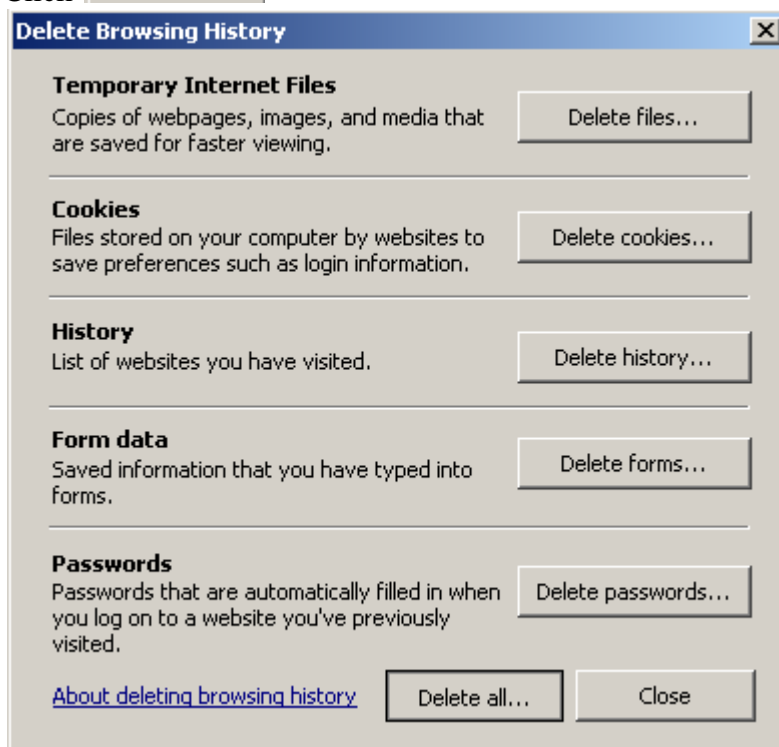 Delete Browsing History
Temporary Internet Files
Copies of webpages, images, and media that
are saved for faster viewing.
Delete files...
Cookies
Files stored on your computer by websites to
save preferences such as login information.
Delete cookies...
History
List of websites you have visited.
Delete history...
Form data
Saved information that you have typed into
forms.
Delete forms...
Passwords
Passwords that are automatically filled in when
you log on to a website you've previously
visited.
Delete passwords...
About deleting browsing history
Delete all...
Close